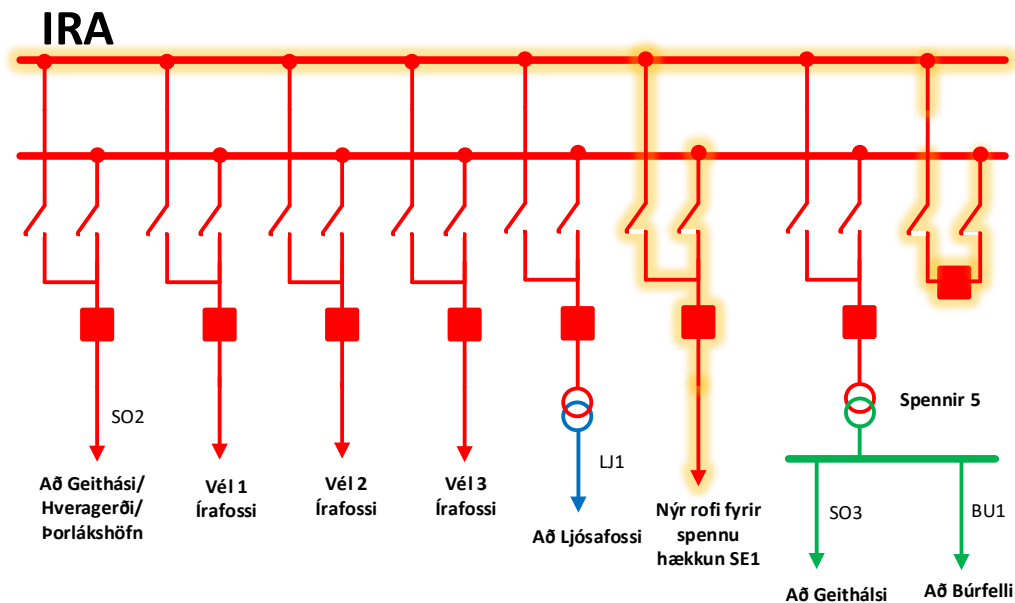 IRA
SO2
Að Geithási/
Hveragerði/
Þorlákshöfn
Vél 1
Írafossi
Vél 2
Írafossi
Vél 3
Írafossi
LJ1
Að Ljósafossi
Nýr rofi fyrir
spennu
hækkun SE1
Spennir 5
SO3
BU1
Að Geithálsi
Að Búrfelli